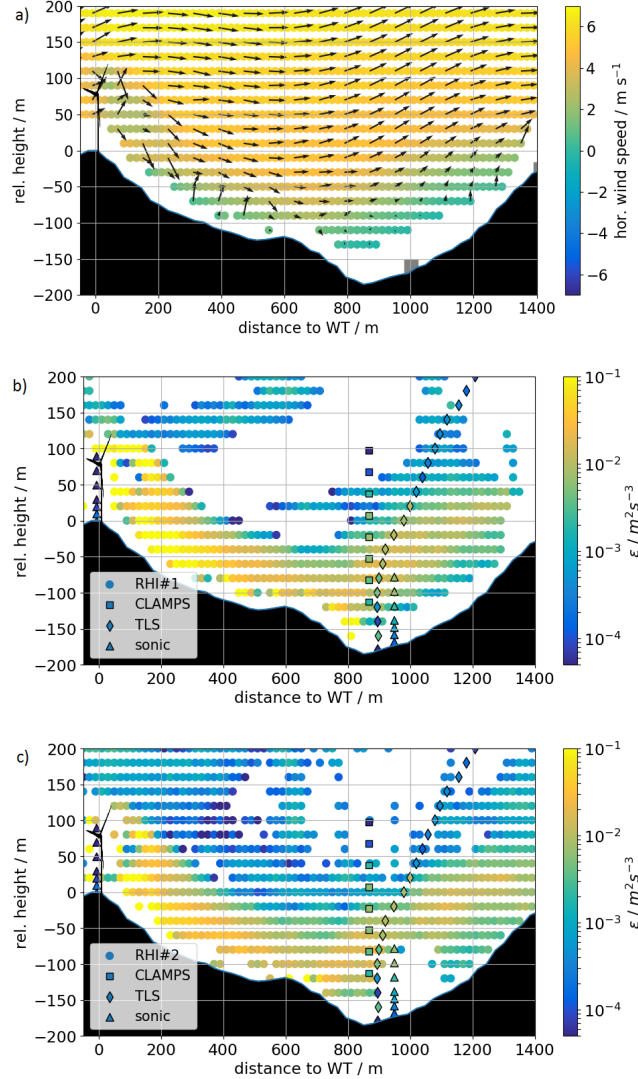 a)
200
150
100
50
0
−50
−100
−150
−200
rel. height / m
0 200 400 600 800 1000 1200 1400
distance to WT / m
6
4
2
0
−2
−4
−6
hor. wind speed / m s⁻¹
b)
200
150
100
50
0
−50
−100
−150
−200
rel. height / m
RHI#1
CLAMPS
TLS
sonic
0 200 400 600 800 1000 1200 1400
distance to WT / m
10⁻¹
10⁻²
10⁻³
10⁻⁴
ε / m²s⁻³
c)
200
150
100
50
0
−50
−100
−150
−200
rel. height / m
RHI#2
CLAMPS
TLS
sonic
0 200 400 600 800 1000 1200 1400
distance to WT / m
10⁻¹
10⁻²
10⁻³
10⁻⁴
ε / m²s⁻³